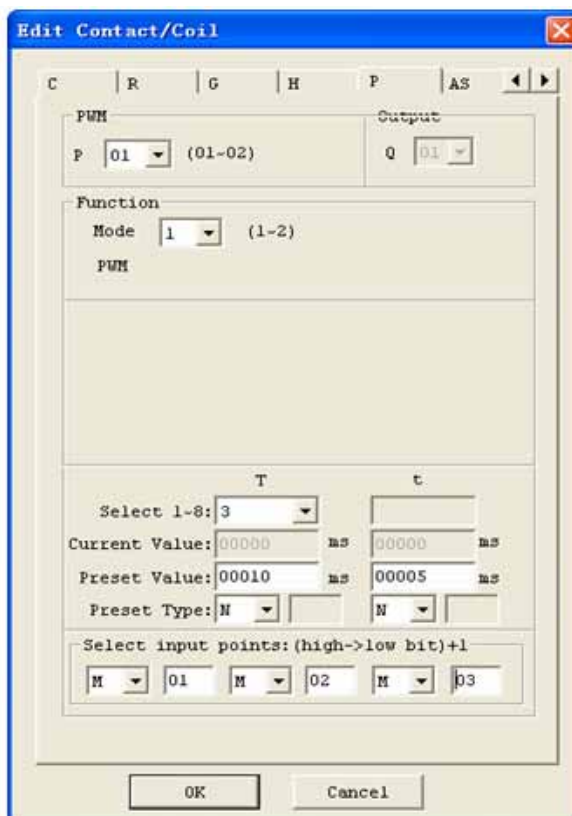 Edit Contact/Coil
C R G H P AS
PWM Output
P 01 (01~02) Q 01
Function
Mode 1 (1-2)
PWM
T t
Select 1-8: 3
Current Value: 00000 ms 00000 ms
Preset Value: 00010 ms 00005 ms
Preset Type: N N
Select input points:(high->low bit)+1
M 01 M 02 M 03
OK Cancel